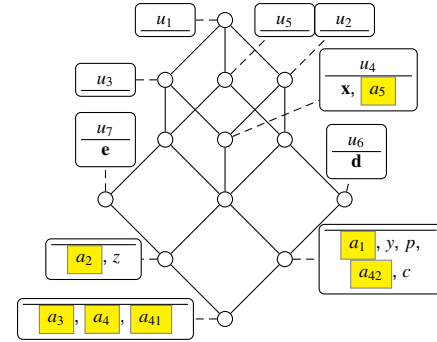 u₁
u₅
u₂
u₃
u₄
x, a₅
u₇
e
u₆
d
a₂, z
a₁, y, p,
a₄₂, c
a₃, a₄, a₄₁